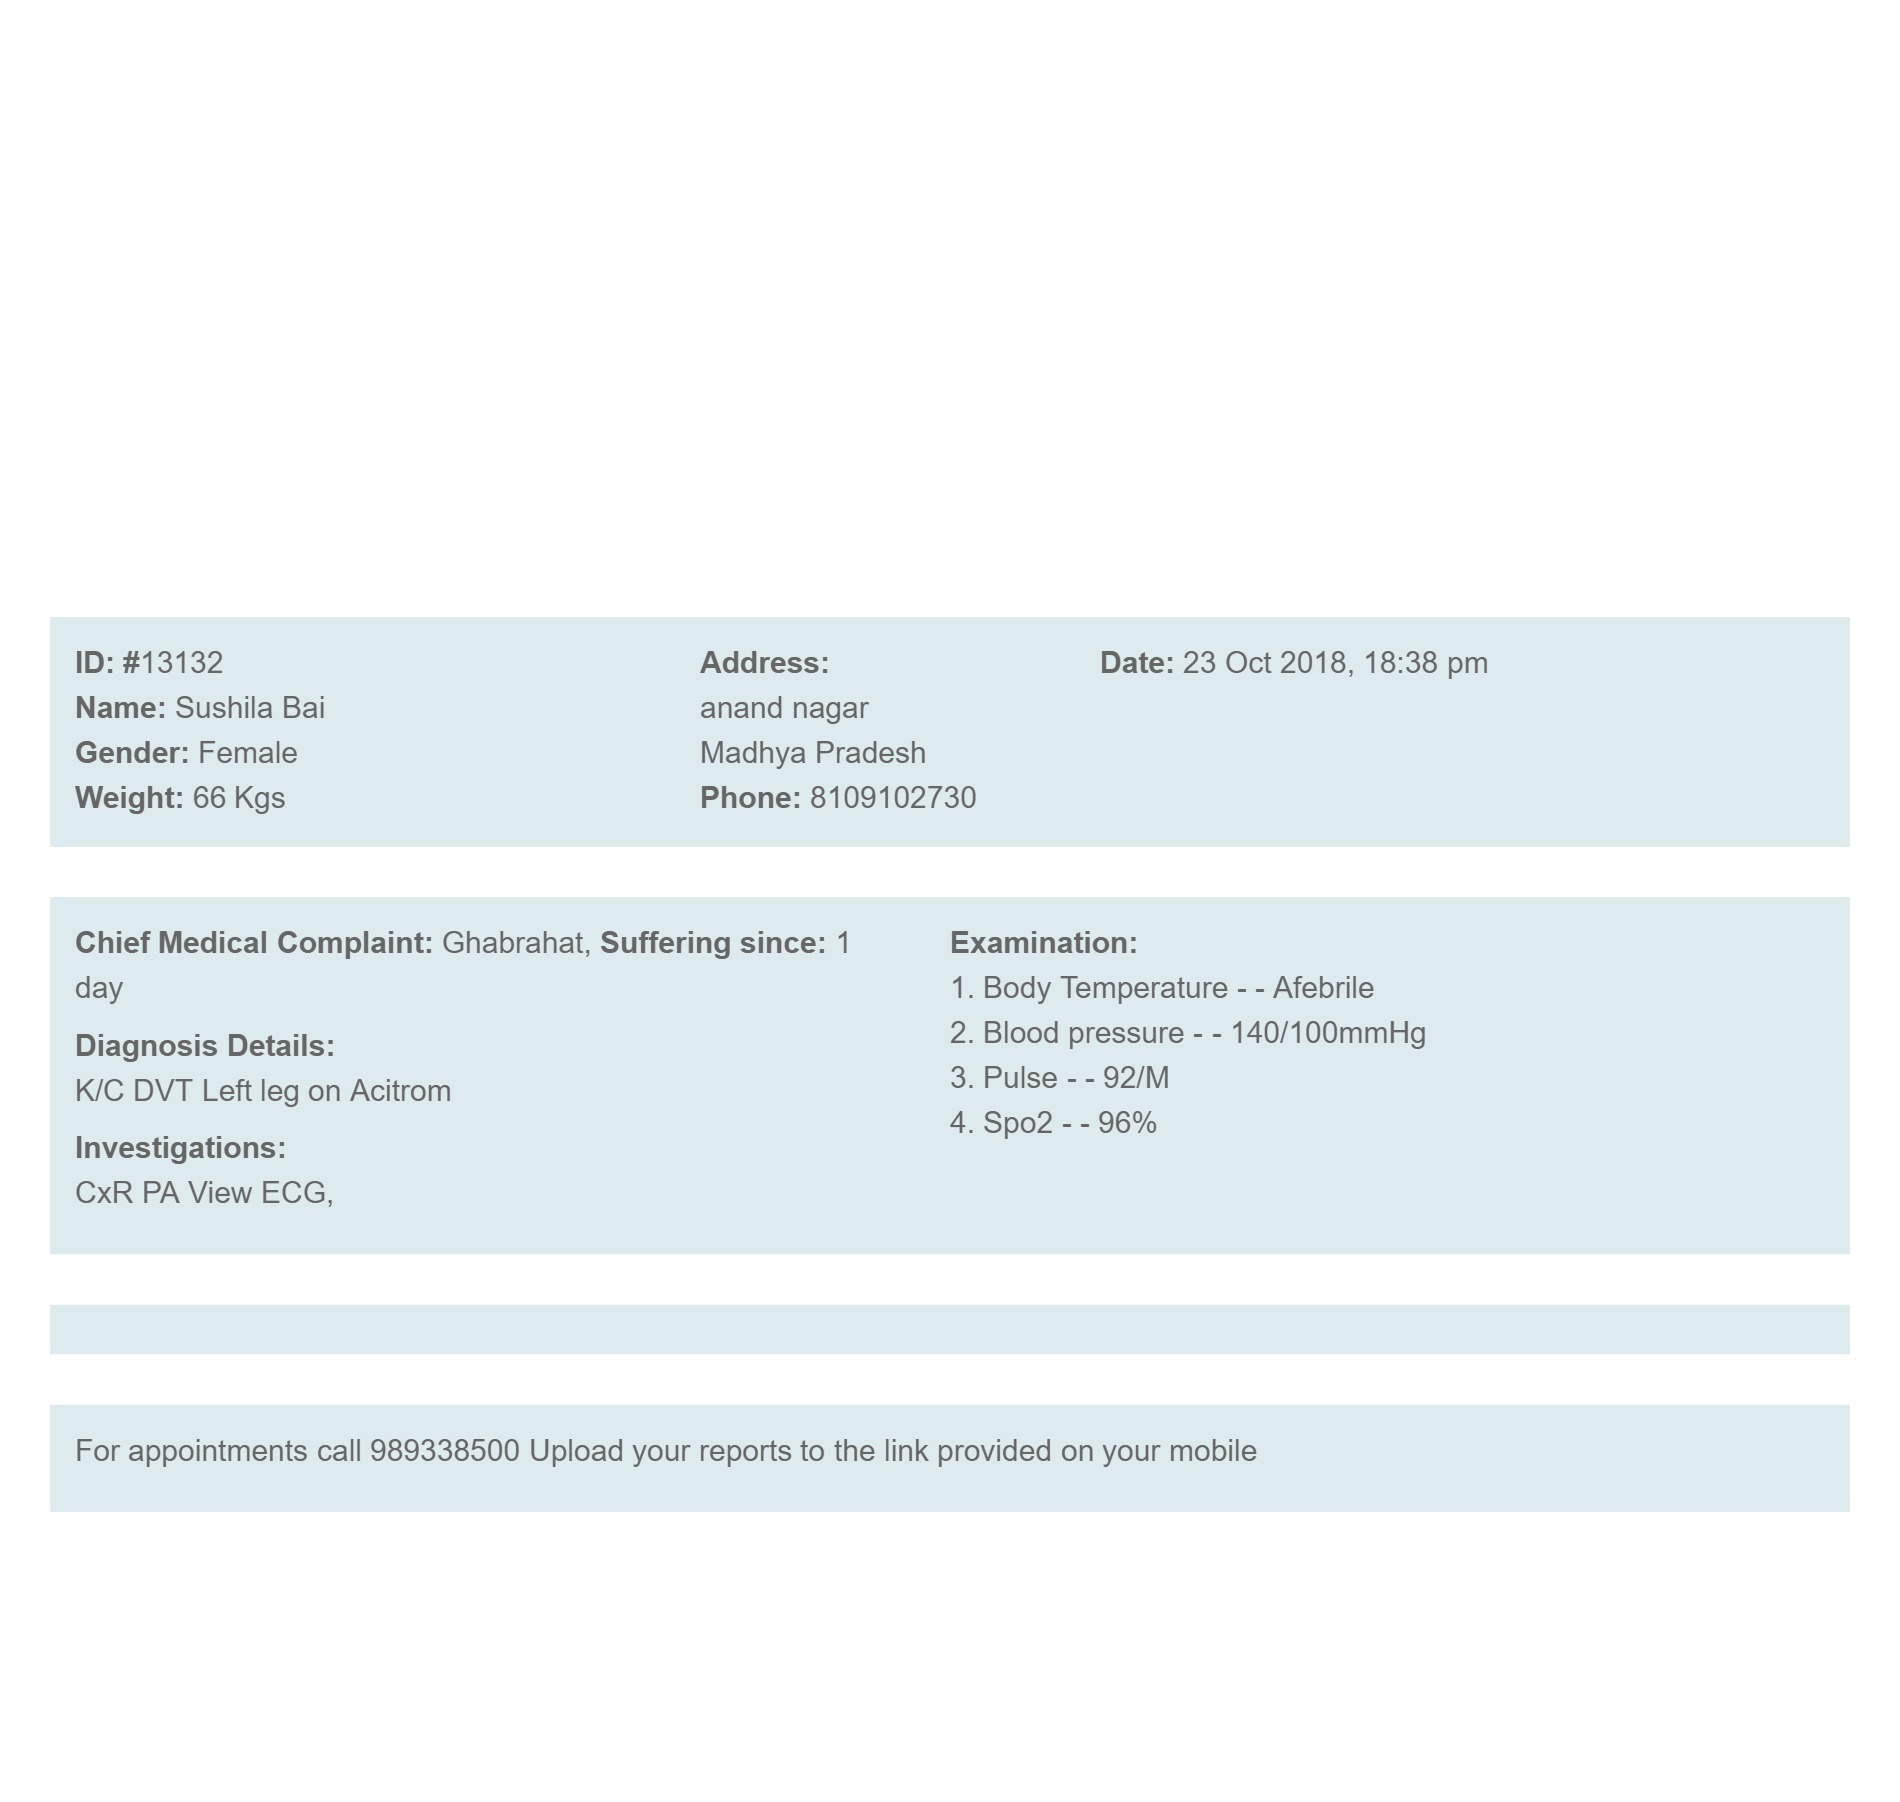 ID: #13132
Name: Sushila Bai
Gender: Female
Weight: 66 Kgs
Address:
anand nagar
Madhya Pradesh
Phone: 8109102730
Date: 23 Oct 2018, 18:38 pm
Chief Medical Complaint: Ghabrahat, Suffering since: 1
day
Diagnosis Details:
K/C DVT Left leg on Acitrom
Investigations:
CxR PA View ECG,
Examination:
1. Body Temperature - - Afebrile
2. Blood pressure - - 140/100mmHg
3. Pulse - - 92/M
4. Spo2 - - 96%
For appointments call 989338500 Upload your reports to the link provided on your mobile